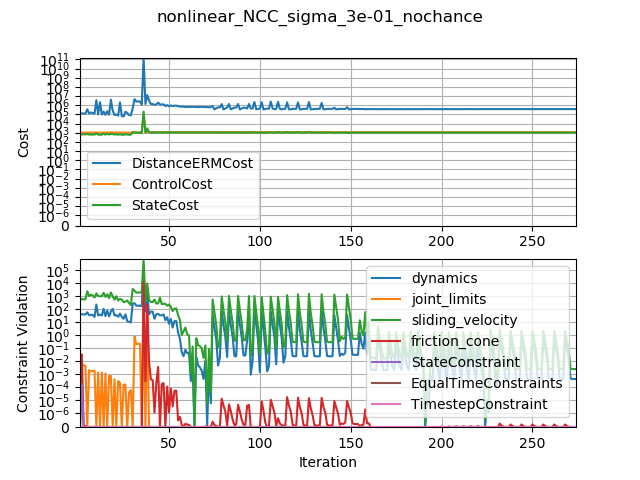 nonlinear_NCC_sigma_3e-01_nochance
Cost
10^11
10^10
10^9
10^8
10^7
10^6
10^5
10^4
10^3
10^2
10^1
10^0
10^-1
10^-2
10^-3
10^-4
10^-5
10^-6
0
DistanceERMCost
ControlCost
StateCost
50 100 150 200 250
Constraint Violation
10^5
10^4
10^3
10^2
10^1
10^0
10^-1
10^-2
10^-3
10^-4
10^-5
10^-6
0
dynamics
joint_limits
sliding_velocity
friction_cone
StateConstraint
EqualTimeConstraints
TimestepConstraint
50 100 150 200 250
Iteration